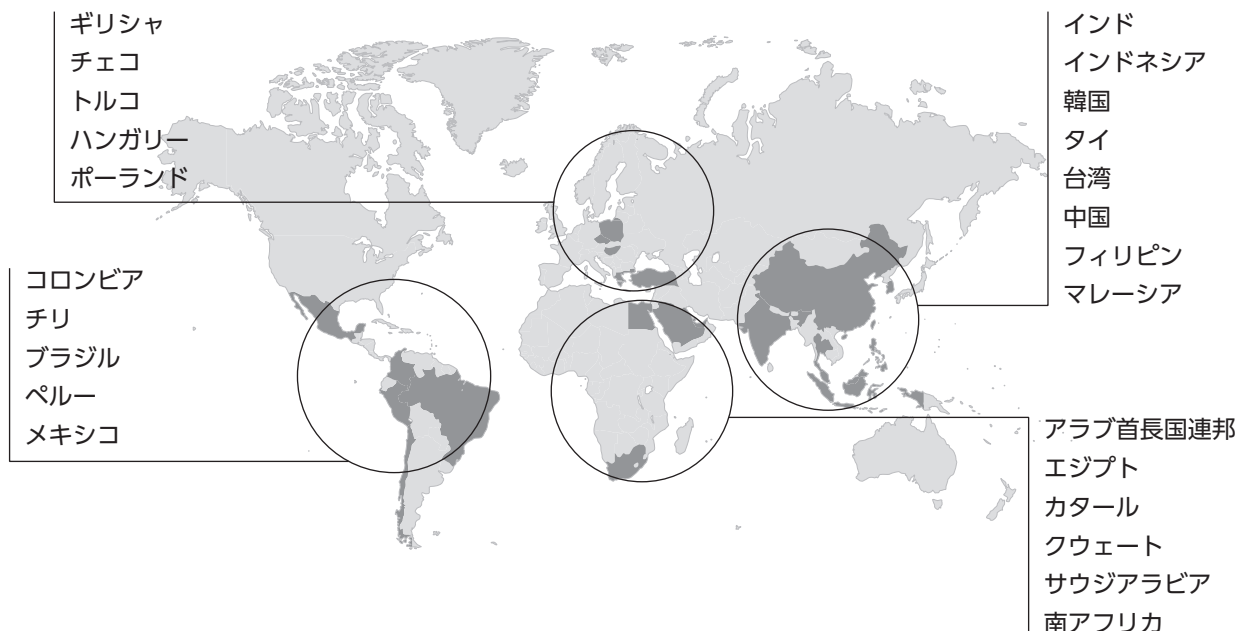 ギリシャ
チェコ
トルコ
ハンガリー
ポーランド
インド
インドネシア
韓国
タイ
台湾
中国
フィリピン
マレーシア
コロンビア
チリ
ブラジル
ペルー
メキシコ
アラブ首長国連邦
エジプト
カタール
クウェート
サウジアラビア
南アフリカ